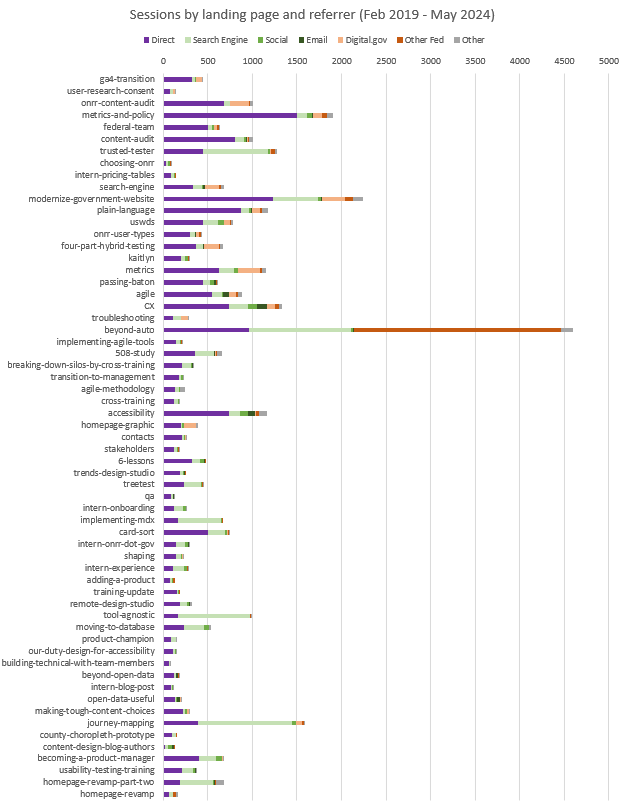 Sessions by landing page and referrer (Feb 2019 - May 2024)
Direct Search Engine Social Email Digital.gov Other Fed Other
0 500 1000 1500 2000 2500 3000 3500 4000 4500 5000
ga4-transition
user-research-consent
onrr-content-audit
metrics-and-policy
federal-team
content-audit
trusted-tester
choosing-onrr
intern-pricing-tables
search-engine
modernize-government-website
plain-language
uswds
onrr-user-types
four-part-hybrid-testing
kaitlyn
metrics
passing-baton
agile
CX
troubleshooting
beyond-auto
implementing-agile-tools
508-study
breaking-down-silos-by-cross-training
transition-to-management
agile-methodology
cross-training
accessibility
homepage-graphic
contacts
stakeholders
6-lessons
trends-design-studio
treetest
qa
intern-onboarding
implementing-mdx
card-sort
intern-onrr-dot-gov
shaping
intern-experience
adding-a-product
training-update
remote-design-studio
tool-agnostic
moving-to-database
product-champion
our-duty-design-for-accessibility
building-technical-with-team-members
beyond-open-data
intern-blog-post
open-data-useful
making-tough-content-choices
journey-mapping
county-choropleth-prototype
content-design-blog-authors
becoming-a-product-manager
usability-testing-training
homepage-revamp-part-two
homepage-revamp